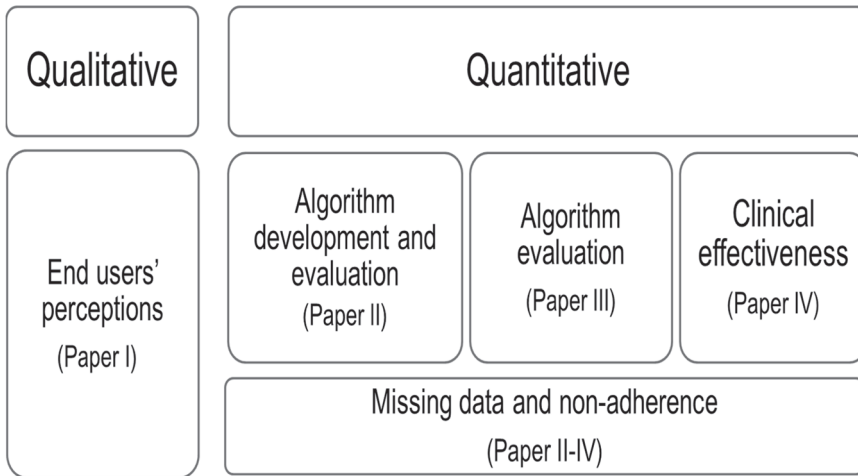 Qualitative
Quantitative
End users’
perceptions
(Paper I)
Algorithm
development and
evaluation
(Paper II)
Algorithm
evaluation
(Paper III)
Clinical
effectiveness
(Paper IV)
Missing data and non-adherence
(Paper II-IV)